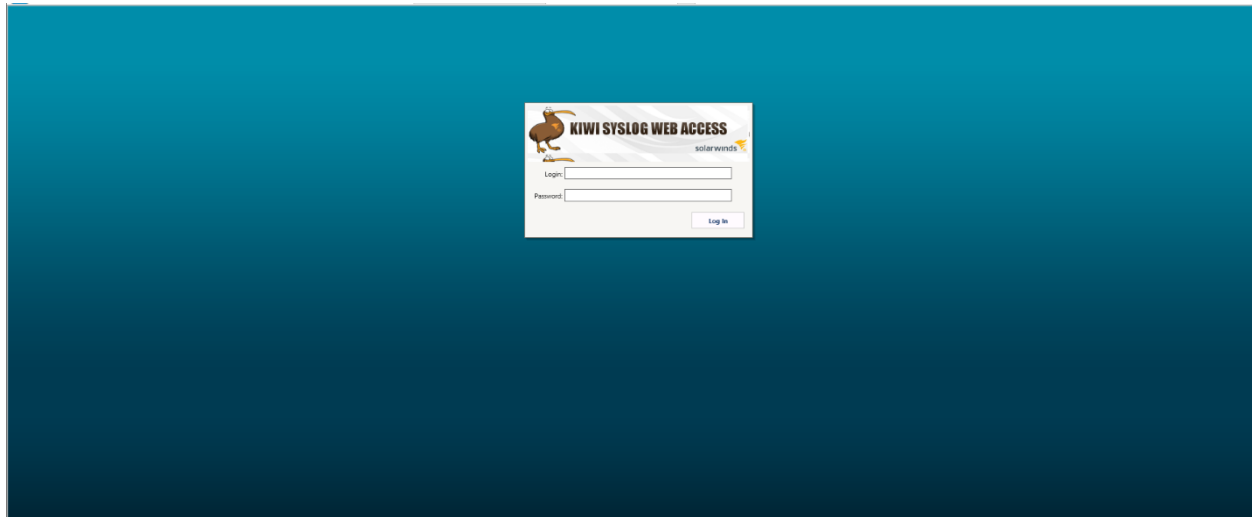 KIWI SYSLOG WEB ACCESS
solarwinds
Login:
Password:
Log In